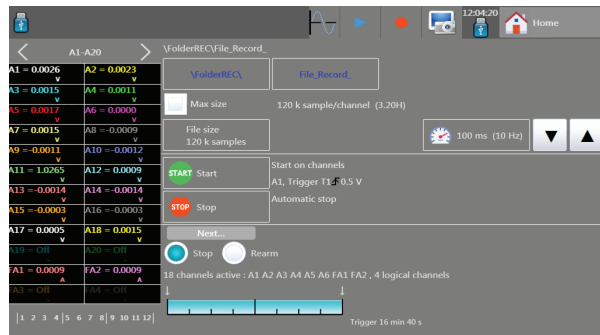 12:04:20
Home
A1-A20
\FolderREC\File_Record_
A1 = 0.0026
V
A2 = 0.0023
V
A3 = 0.0015
V
A4 = 0.0011
V
A5 = 0.0017
V
A6 = 0.0000
V
A7 = 0.0015
V
A8 =-0.0009
V
A9 =-0.0011
V
A10 =-0.0012
V
A11 = 1.0265
V
A12 = 0.0009
V
A13 =-0.0014
V
A14 =-0.0014
V
A15 =-0.0003
V
A16 =-0.0003
V
A17 = 0.0005
V
A18 = 0.0015
V
A19 = Off
A20 = Off
FA1 = 0.0009
A
FA2 = 0.0009
A
FA3 = Off
FA4 = Off
1 2 3 4 5 6 7 8 9 10 11 12
\FolderREC\
File_Record_
Max size
120 k sample/channel (3.20H)
File size
120 k samples
100 ms (10 Hz)
START Start
Start on channels
A1, Trigger T1 0.5 V
STOP Stop
Automatic stop
Next...
Stop
Rearm
18 channels active : A1 A2 A3 A4 A5 A6 FA1 FA2 , 4 logical channels
Trigger 16 min 40 s